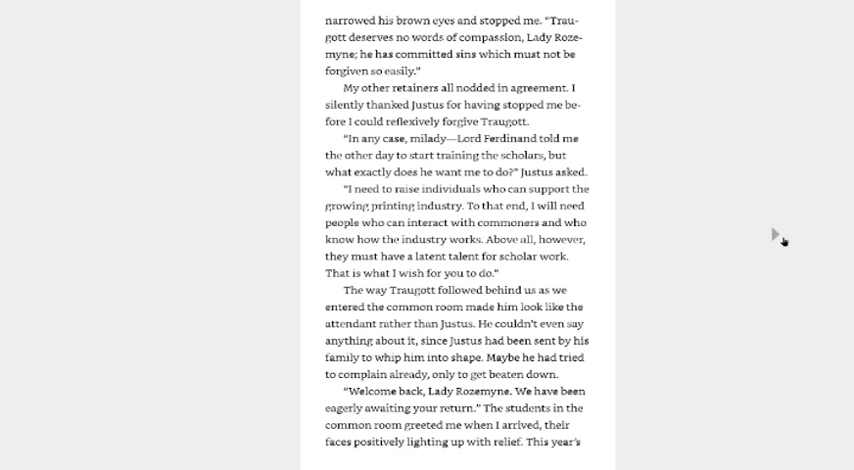 narrowed his brown eyes and stopped me. “Trau-
gott deserves no words of compassion, Lady Roze-
myne; he has committed sins which must not be
forgiven so easily.”
My other retainers all nodded in agreement. I
silently thanked Justus for having stopped me be-
fore I could reflexively forgive Traugott.
“In any case, milady—Lord Ferdinand told me
the other day to start training the scholars, but
what exactly does he want me to do?” Justus asked.
“I need to raise individuals who can support the
growing printing industry. To that end, I will need
people who can interact with commoners and who
know how the industry works. Above all, however,
they must have a latent talent for scholar work.
That is what I wish for you to do.”
The way Traugott followed behind us as we
entered the common room made him look like the
attendant rather than Justus. He couldn’t even say
anything about it, since Justus had been sent by his
family to whip him into shape. Maybe he had tried
to complain already, only to get beaten down.
“Welcome back, Lady Rozemyne. We have been
eagerly awaiting your return.” The students in the
common room greeted me when I arrived, their
faces positively lighting up with relief. This year’s